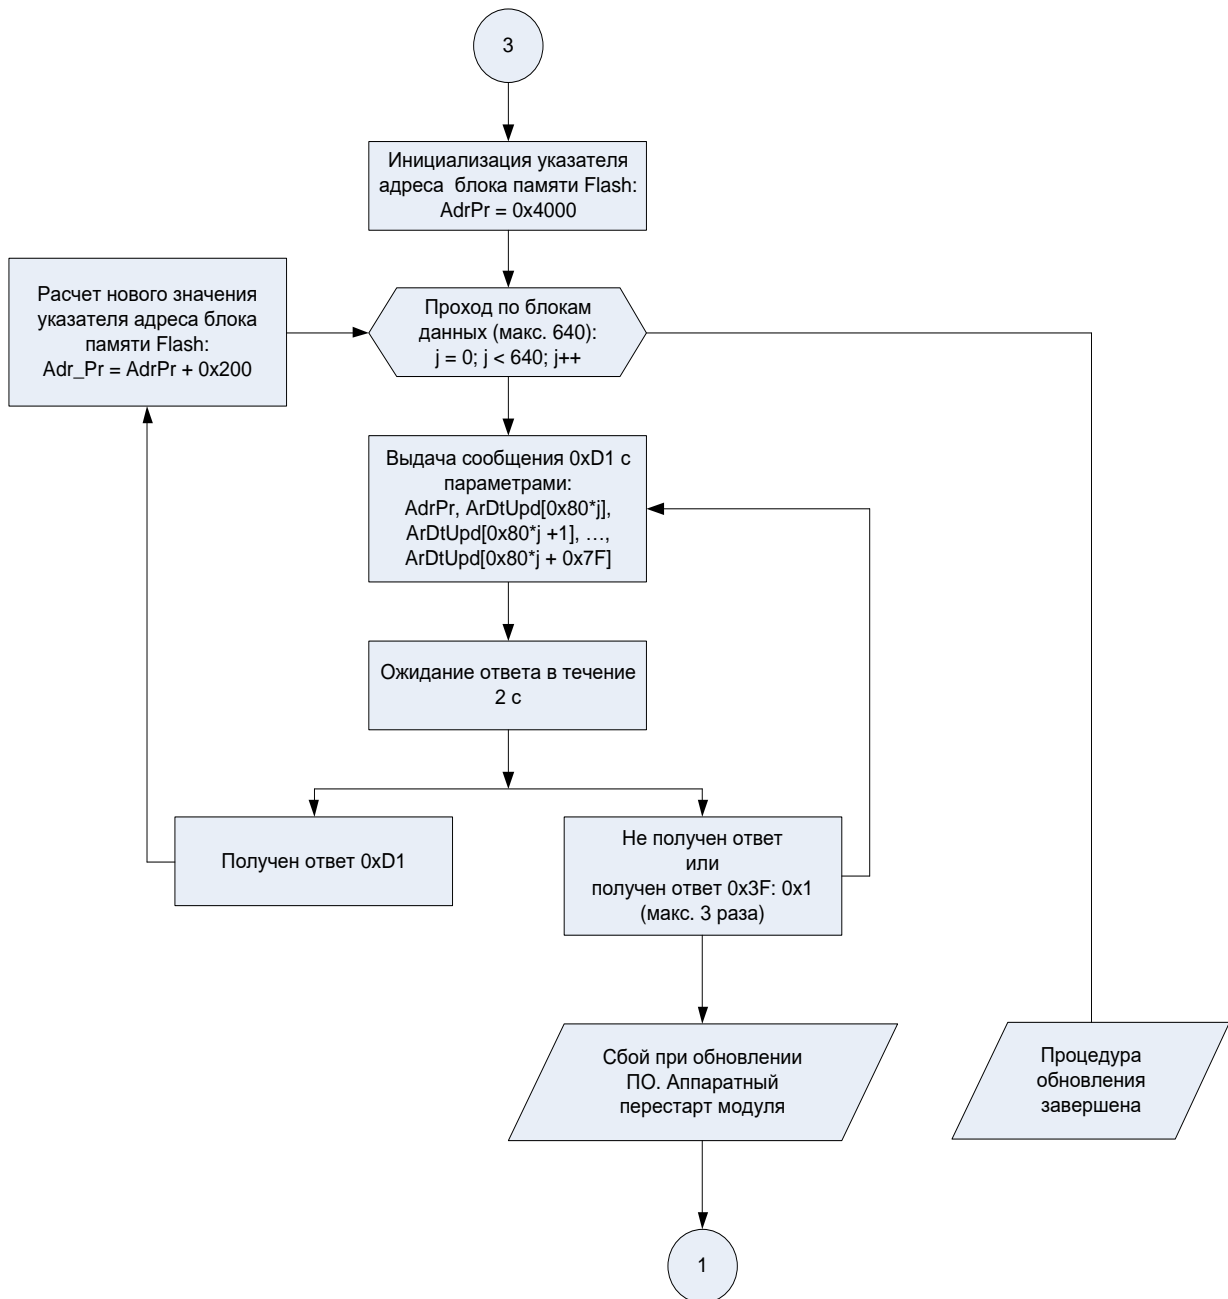 3
Инициализация указателя
адреса блока памяти Flash:
AdrPr = 0x4000
Расчет нового значения
указателя адреса блока
памяти Flash:
Adr_Pr = AdrPr + 0x200
Проход по блокам
данных (макс. 640):
j = 0; j < 640; j++
Выдача сообщения 0xD1 с
параметрами:
AdrPr, ArDtUpd[0x80*j],
ArDtUpd[0x80*j +1], …,
ArDtUpd[0x80*j + 0x7F]
Ожидание ответа в течение
2 с
Получен ответ 0xD1
Не получен ответ
или
получен ответ 0x3F: 0x1
(макс. 3 раза)
Сбой при обновлении
ПО. Аппаратный
перестарт модуля
Процедура
обновления
завершена
1